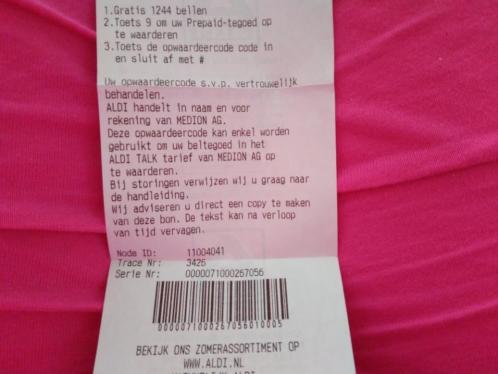 1.Gratis 1244 bellen
2.Toets 9 om uw Prepaid-tegoed op
te waarderen
3.Toets de opwaardeercode code in
en sluit af met #
Uw opwaardeercode s.v.p. vertrouwelijk
behandelen.
ALDI handelt in naam en voor
rekening van MEDION AG.
Deze opwaardeercode kan enkel worden
gebruikt om uw beltegoed in het
ALDI TALK tarief van MEDION AG op
te waarderen.
Bij storingen verwijzen wij u graag naar
de handleiding.
Wij adviseren u direct een copy te maken
van deze bon. De tekst kan na verloop
van tijd vervagen.
Node ID: 11004041
Trace Nr: 3426
Serie Nr: 0000071000267056
0000071000267056010005
BEKIJK ONS ZOMERASSORTIMENT OP
WWW.ALDI.NL